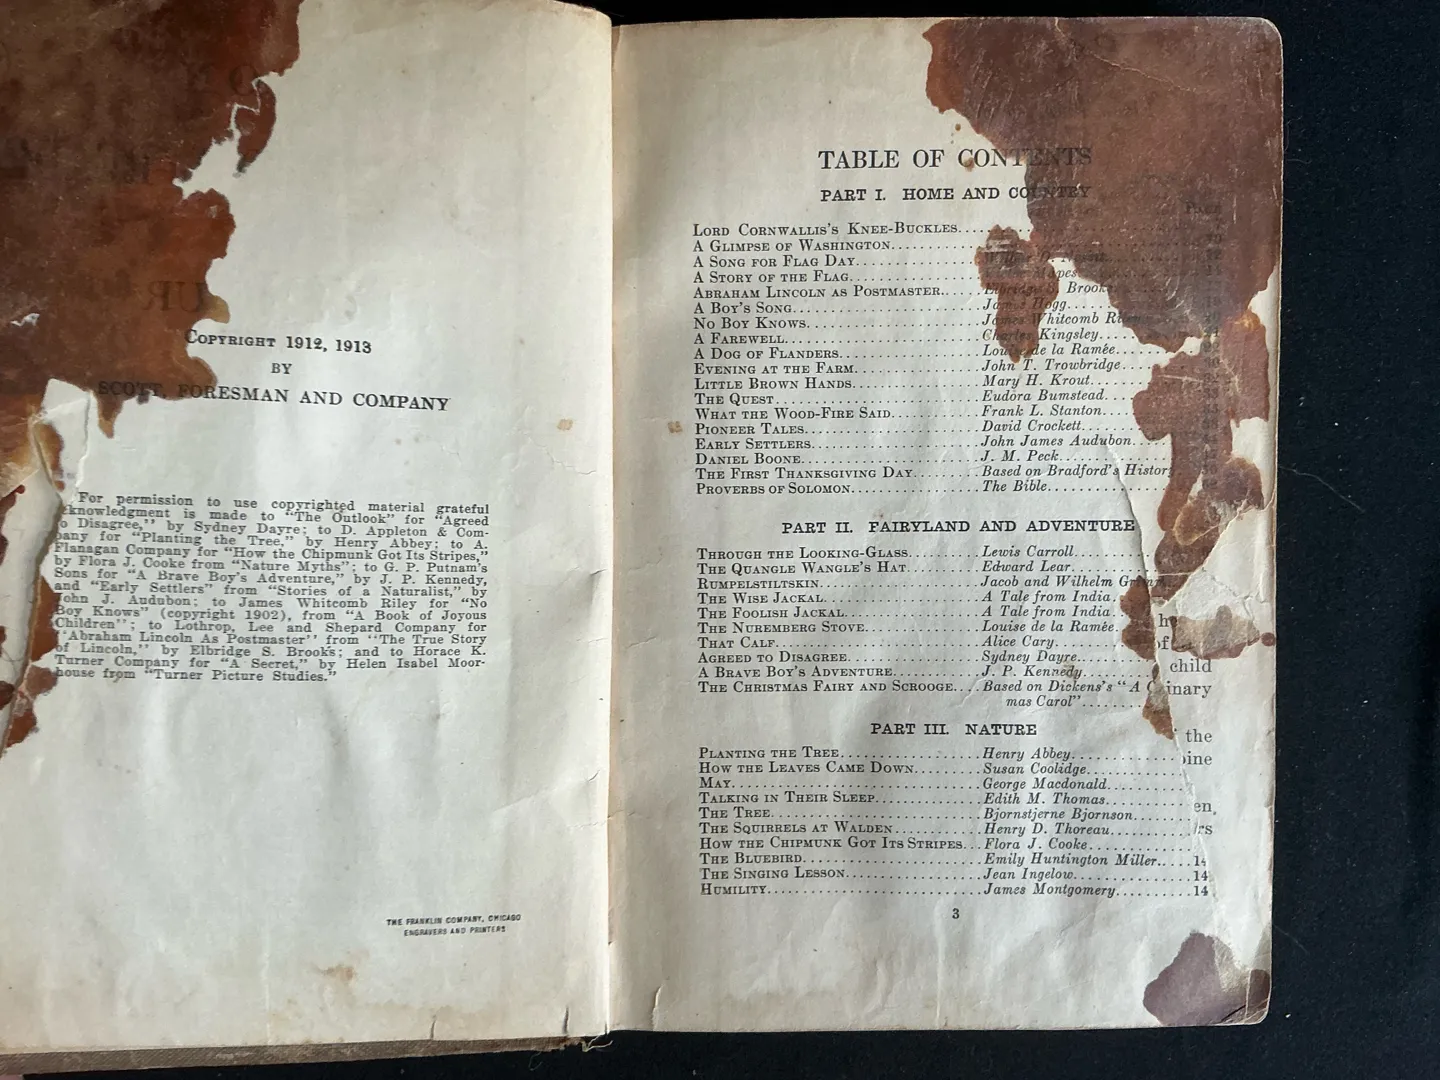 COPYRIGHT 1912, 1913
BY
SCOTT, FORESMAN AND COMPANY
For permission to use copyrighted material grateful
knowledgment is made to "The Outlook" for "Agreed
o Disagree," by Sydney Dayre; to D. Appleton & Com-
pany for "Planting the Tree," by Henry Abbey; to A.
Flanagan Company for "How the Chipmunk Got Its Stripes,"
by Flora J. Cooke from "Nature Myths"; to G. P. Putnam's
Sons for "A Brave Boy's Adventure," by J. P. Kennedy,
and "Early Settlers" from "Stories of a Naturalist," by
John J. Audubon; to James Whitcomb Riley for "No
Boy Knows" (copyright 1902), from "A Book of Joyous
Children"; to Lothrop, Lee and Shepard Company for
"Abraham Lincoln As Postmaster" from "The True Story
of Lincoln," by Elbridge S. Brooks; and to Horace K.
Turner Company for "A Secret," by Helen Isabel Moor-
house from "Turner Picture Studies."
THE FRANKLIN COMPANY, CHICAGO
ENGRAVERS AND PRINTERS
TABLE OF CONTENTS
PART I. HOME AND COUNTRY
LORD CORNWALLIS'S KNEE-BUCKLES
A GLIMPSE OF WASHINGTON
A SONG FOR FLAG DAY
A STORY OF THE FLAG
ABRAHAM LINCOLN AS POSTMASTER Elbridge S. Brooks
A BOY'S SONG James Hogg
NO BOY KNOWS James Whitcomb Riley
A FAREWELL Charles Kingsley
A DOG OF FLANDERS Louise de la Ramée
EVENING AT THE FARM John T. Trowbridge
LITTLE BROWN HANDS Mary H. Krout
THE QUEST Eudora Bumstead
WHAT THE WOOD-FIRE SAID Frank L. Stanton
PIONEER TALES David Crockett
EARLY SETTLERS John James Audubon
DANIEL BOONE J. M. Peck
THE FIRST THANKSGIVING DAY Based on Bradford's History
PROVERBS OF SOLOMON The Bible
PART II. FAIRYLAND AND ADVENTURE
THROUGH THE LOOKING-GLASS Lewis Carroll
THE QUANGLE WANGLE'S HAT Edward Lear
RUMPELSTILTSKIN Jacob and Wilhelm Grimm
THE WISE JACKAL A Tale from India
THE FOOLISH JACKAL A Tale from India
THE NUREMBERG STOVE Louise de la Ramée
THAT CALF Alice Cary of
AGREED TO DISAGREE Sydney Dayre
A BRAVE BOY'S ADVENTURE J. P. Kennedy child
THE CHRISTMAS FAIRY AND SCROOGE Based on Dickens's "A inary
mas Carol"
PART III. NATURE the
PLANTING THE TREE Henry Abbey
HOW THE LEAVES CAME DOWN Susan Coolidge
MAY George Macdonald
TALKING IN THEIR SLEEP Edith M. Thomas en,
THE TREE Bjornstjerne Bjornson
THE SQUIRRELS AT WALDEN Henry D. Thoreau rs
HOW THE CHIPMUNK GOT ITS STRIPES Flora J. Cooke
THE BLUEBIRD Emily Huntington Miller 14
THE SINGING LESSON Jean Ingelow 14
HUMILITY James Montgomery 14
3